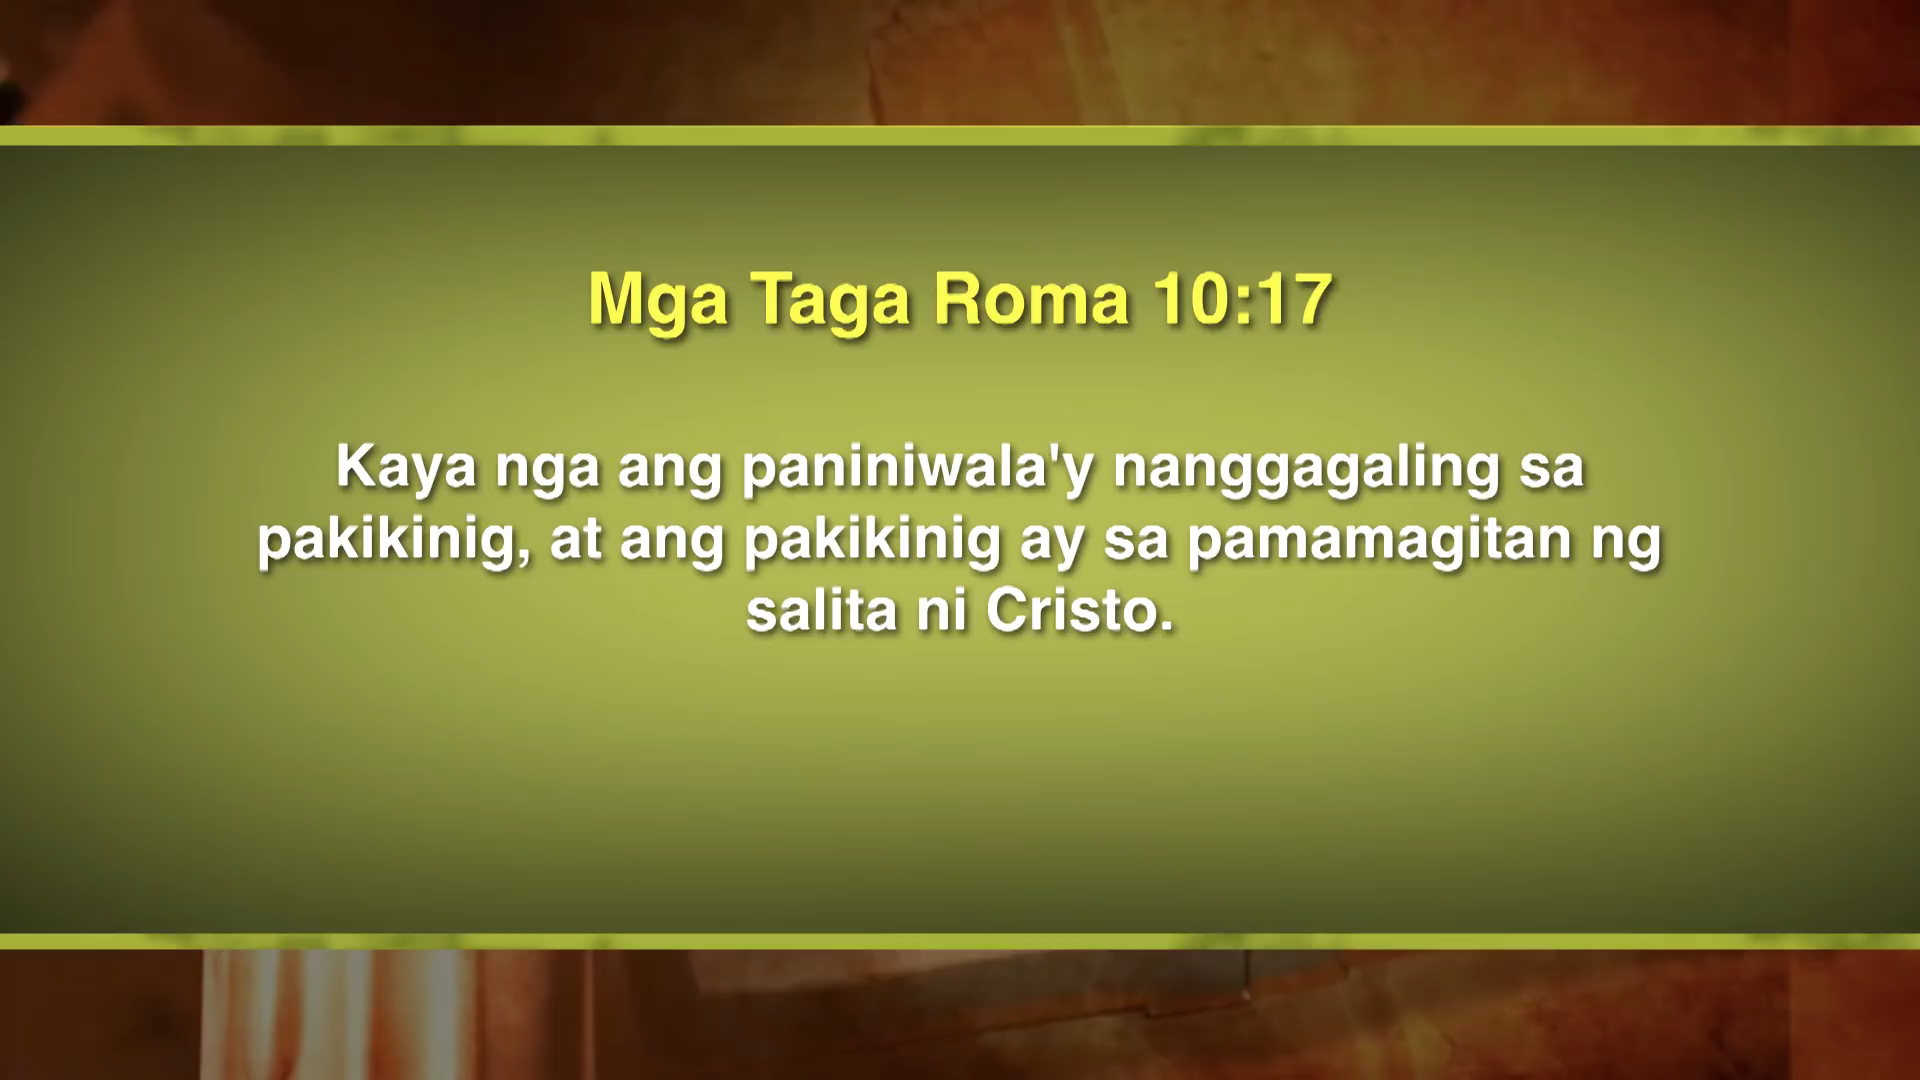 Mga Taga Roma 10:17
Kaya nga ang paniniwala'y nanggagaling sa
pakikinig, at ang pakikinig ay sa pamamagitan ng
salita ni Cristo.